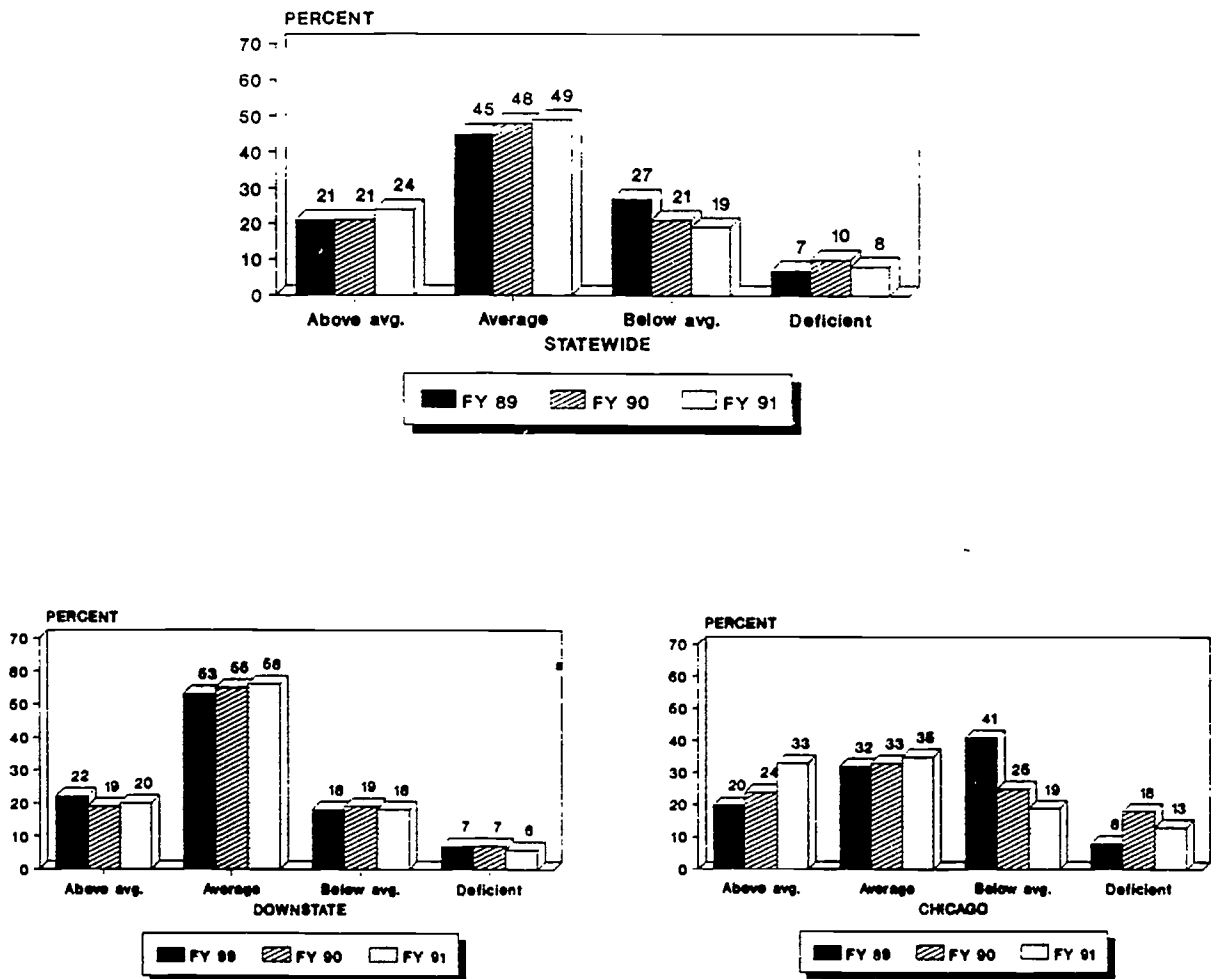 PERCENT
70
60
50
40
30
20
10
0
21 21 24
45 48 49
27 21 19
7 10 8
Above avg. Average Below avg. Deficient
STATEWIDE
FY 89 FY 90 FY 91
PERCENT
70
60
50
40
30
20
10
0
22 19 20
53 55 56
18 19 18
7 7 6
Above avg. Average Below avg. Deficient
DOWNSTATE
FY 99 FY 90 FY 91
PERCENT
70
60
50
40
30
20
10
0
20 24 33
32 33 35
41 25 19
8 18 13
Above avg. Average Below avg. Deficient
CHICAGO
FY 89 FY 90 FY 91